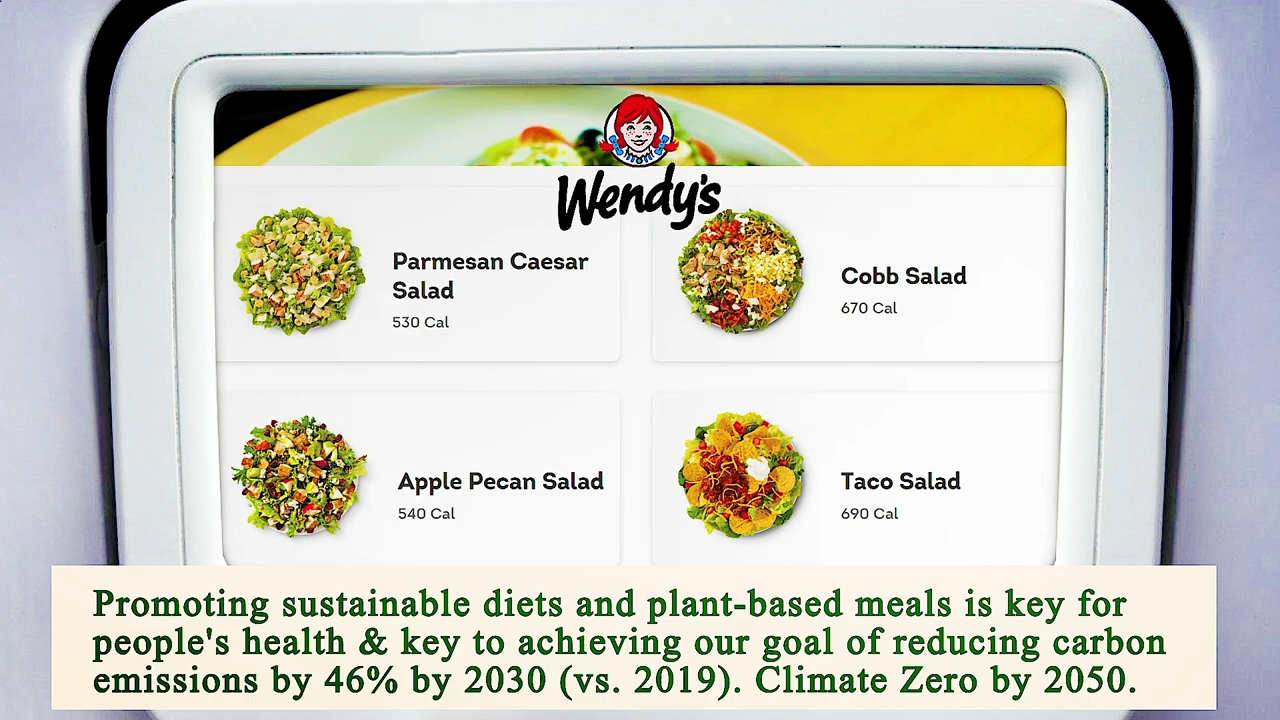 Wendy's
Parmesan Caesar
Salad
530 Cal
Cobb Salad
670 Cal
Apple Pecan Salad
540 Cal
Taco Salad
690 Cal
Promoting sustainable diets and plant-based meals is key for
people's health & key to achieving our goal of reducing carbon
emissions by 46% by 2030 (vs. 2019). Climate Zero by 2050.